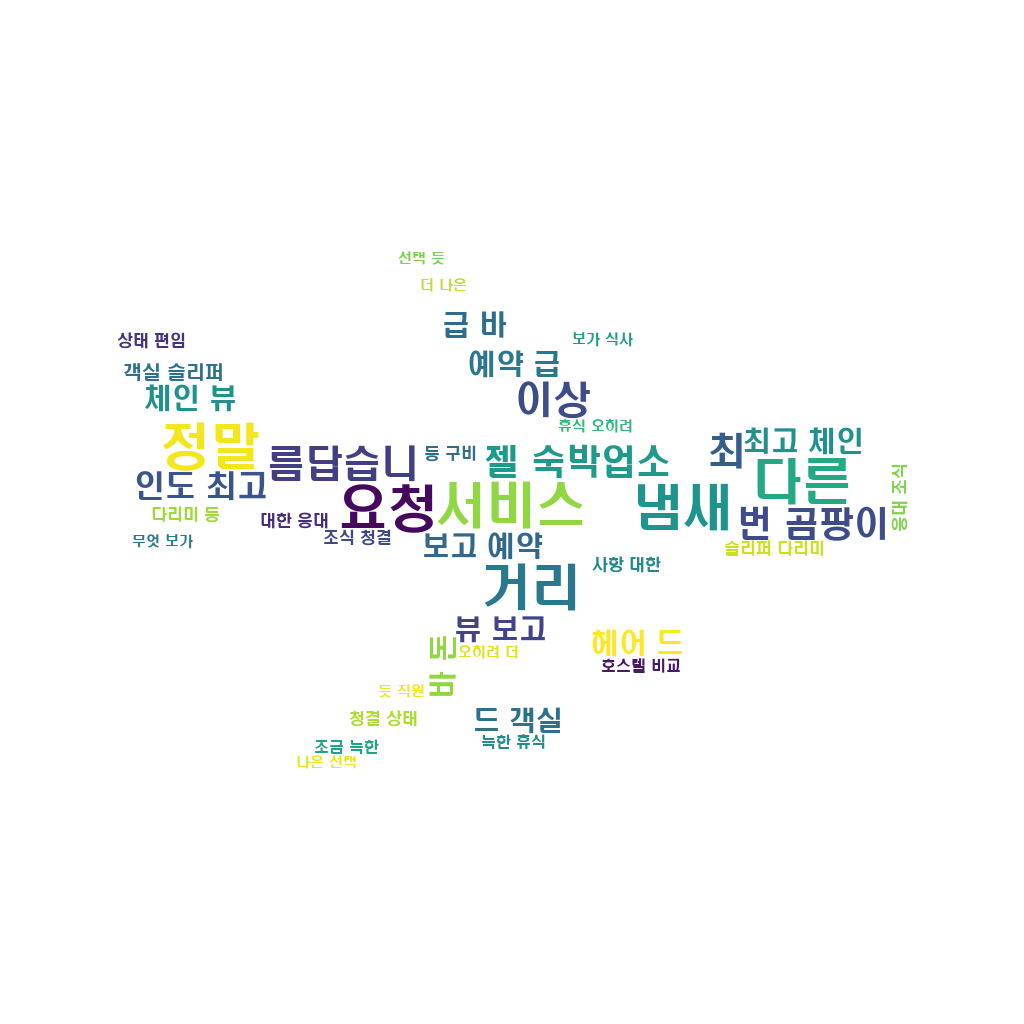 선택 듯
더 나은
급 바
상태 편임
보가 식사
예약 급
객실 슬리퍼
이상
체인 뷰
휴식 오히려
정말
최고 체인
최
름답습니
등 구비
젤 숙박업소
다른
인도 최고
응대 조식
요청
서비스
냄새
다리미 등
대한 응대
번 곰팡이
조식 청결
무엇 보가
보고 예약
슬리퍼 다리미
사항 대한
거리
뷰 보고
헤어 드
오히려 더
호스텔 비교
듯 직원
청결 상태
드 객실
늑한 휴식
조금 늑한
나은 선택